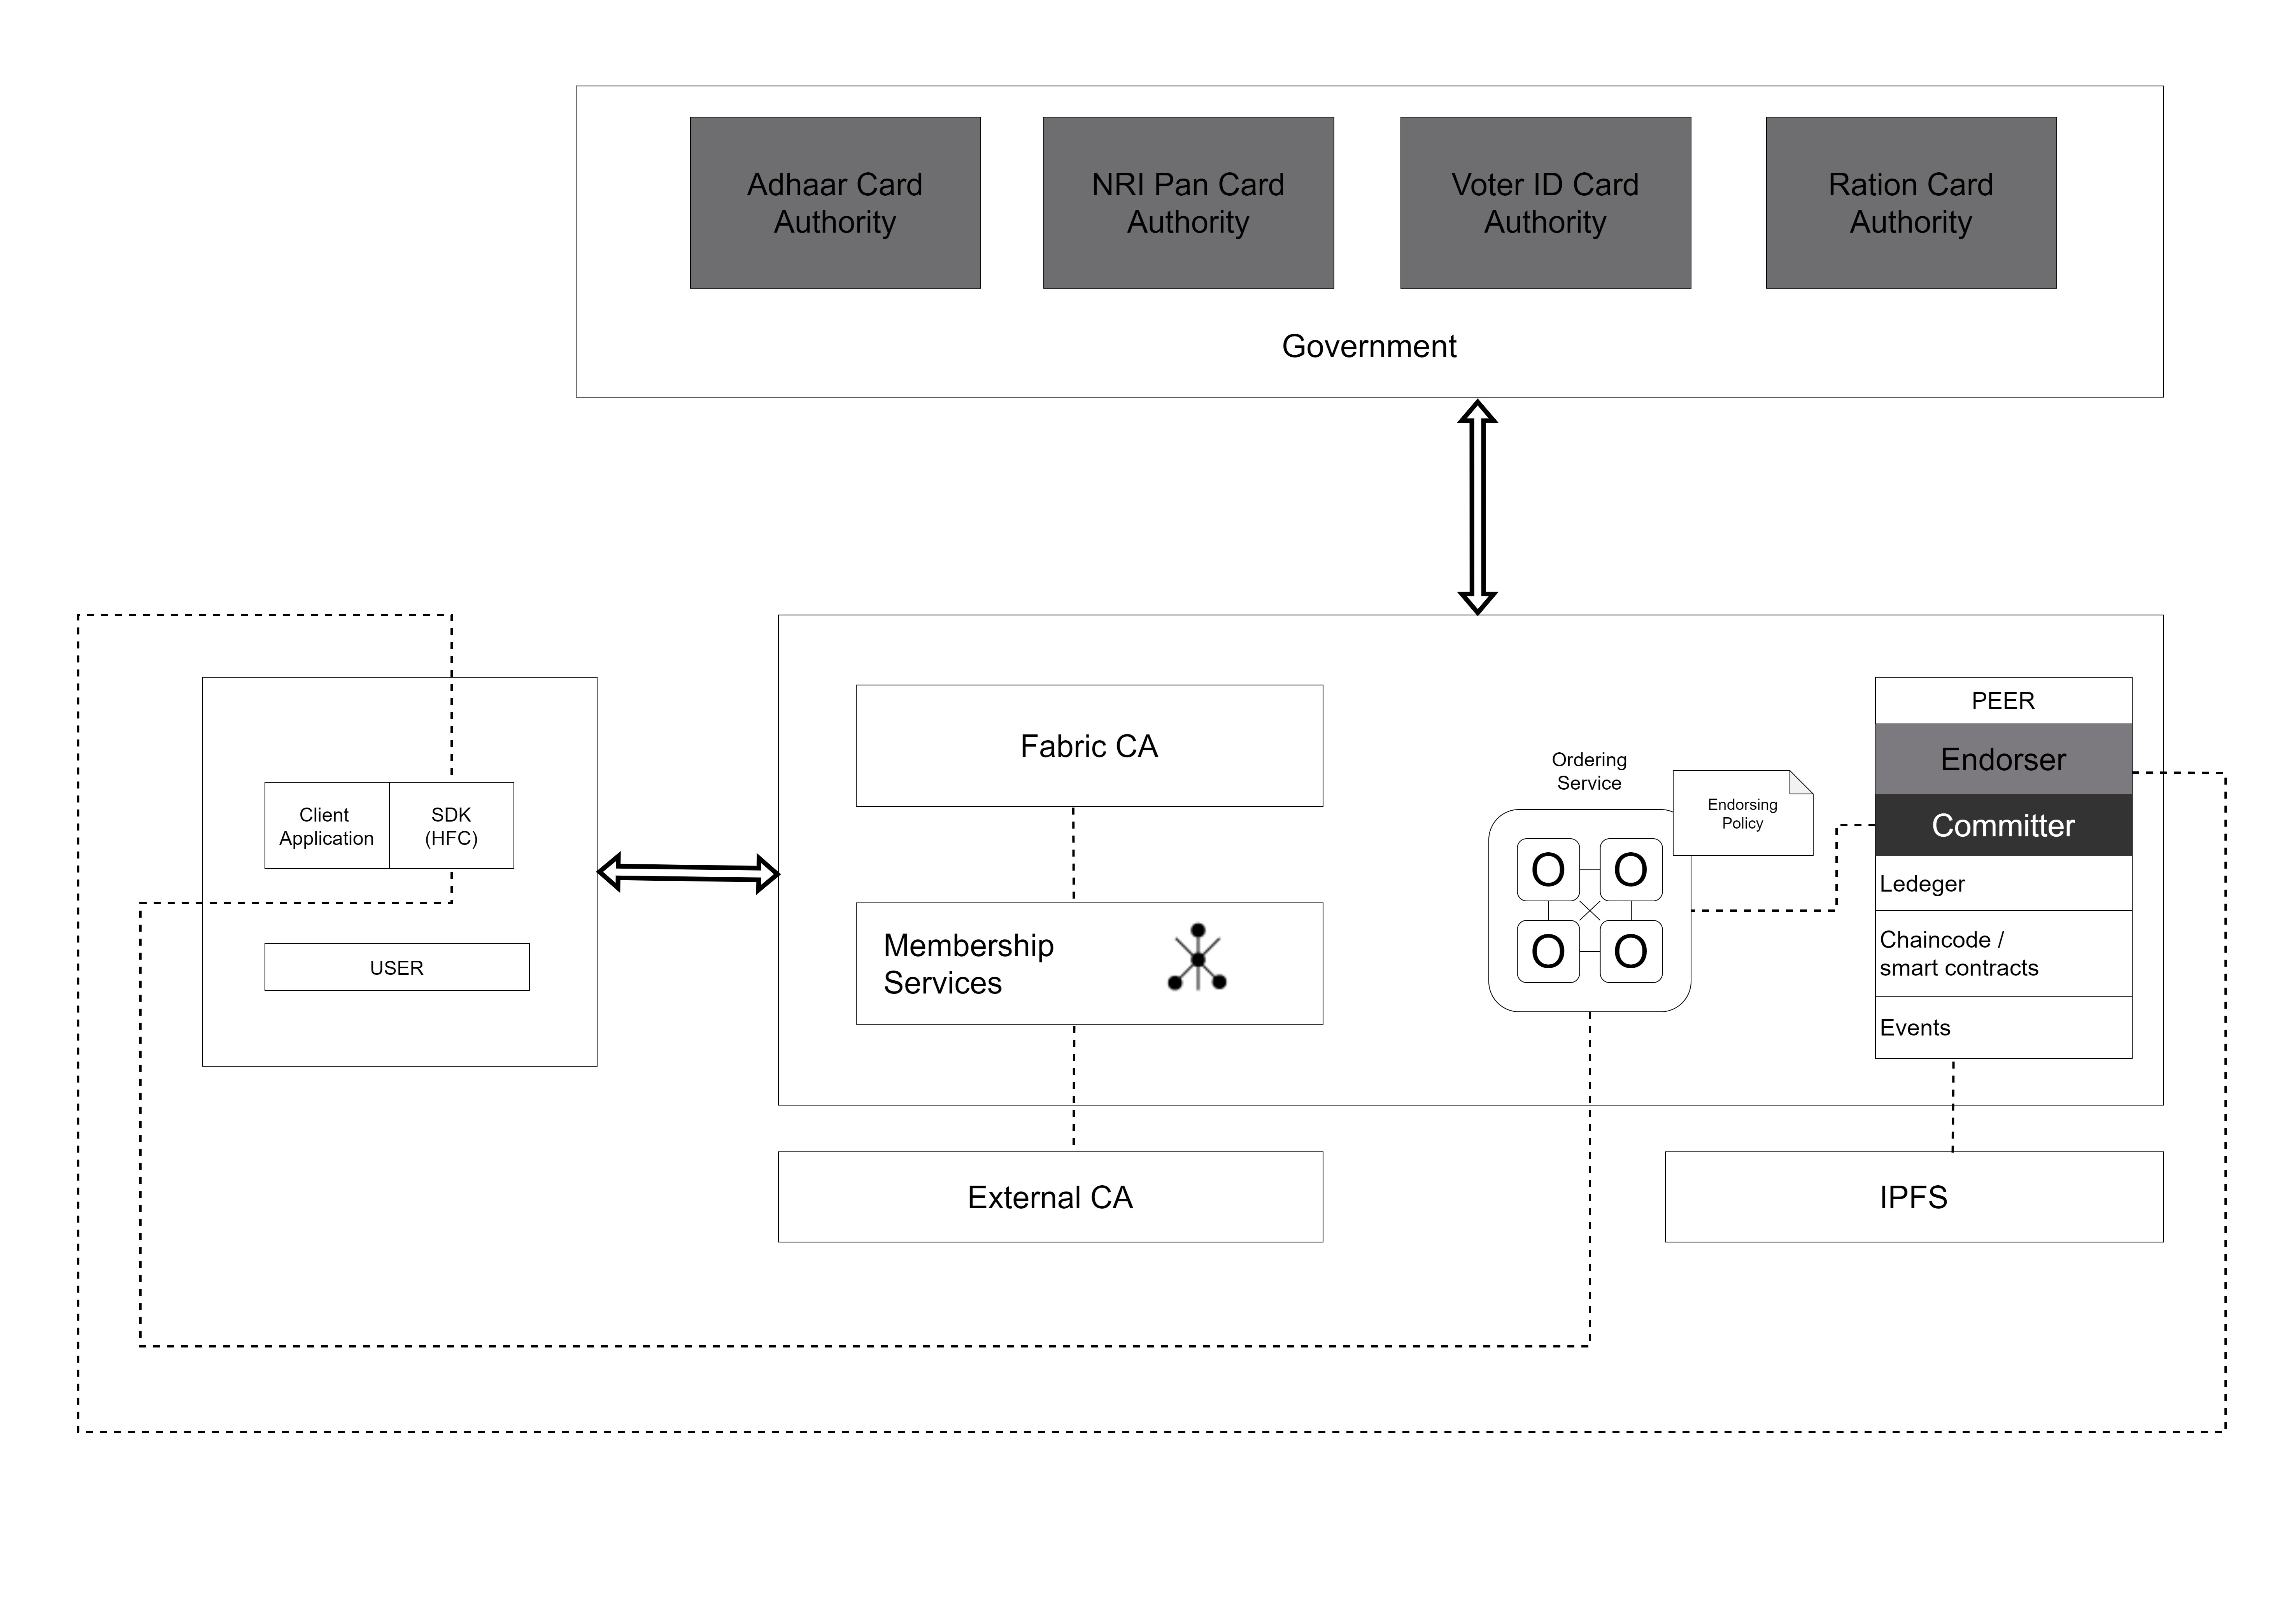 Adhaar Card
Authority
NRI Pan Card
Authority
Voter ID Card
Authority
Ration Card
Authority
Government
Client
Application
SDK
(HFC)
USER
Fabric CA
Membership
Services
External CA
Ordering
Service
Endorsing
Policy
O O
O O
PEER
Endorser
Committer
Ledeger
Chaincode /
smart contracts
Events
IPFS